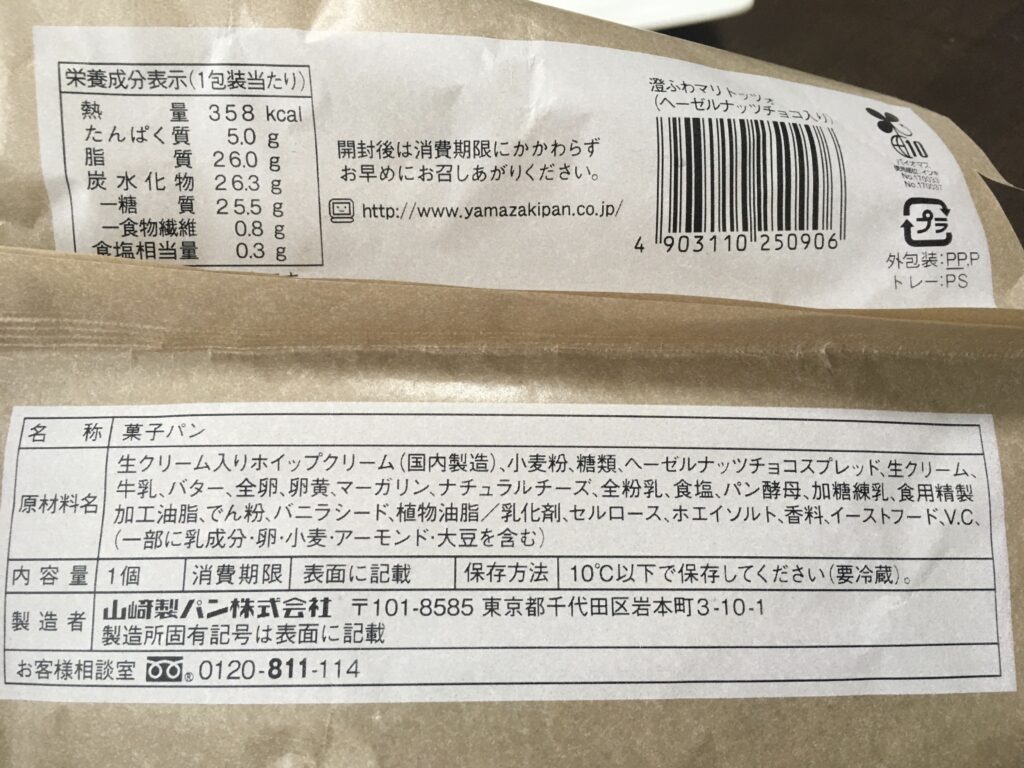 栄養成分表示(1包装当たり)
熱量 358 kcal
たんぱく質 5.0 g
脂質 26.0 g
炭水化物 26.3 g
－糖質 25.5 g
－食物繊維 0.8 g
食塩相当量 0.3 g
開封後は消費期限にかかわらず
お早めにお召しあがりください。
http://www.yamazakipan.co.jp/
澄ふわマリトッツォ
(ヘーゼルナッツチョコ入り)
4 903110 250906
10
バイオマス
No.170037
No.170037
プラ
外包装:PP,P
トレー:PS
名称 菓子パン
原材料名 生クリーム入りホイップクリーム(国内製造)、小麦粉、糖類、ヘーゼルナッツチョコスプレッド、生クリーム、
牛乳、バター、全卵、卵黄、マーガリン、ナチュラルチーズ、全粉乳、食塩、パン酵母、加糖練乳、食用精製
加工油脂、でん粉、バニラシード、植物油脂／乳化剤、セルロース、ホエイソルト、香料、イーストフード、V.C、
(一部に乳成分・卵・小麦・アーモンド・大豆を含む)
内容量 1個 消費期限 表面に記載 保存方法 10℃以下で保存してください(要冷蔵)。
製造者 山崎製パン株式会社 〒101-8585 東京都千代田区岩本町3-10-1
製造所固有記号は表面に記載
お客様相談室 ® 0120-811-114